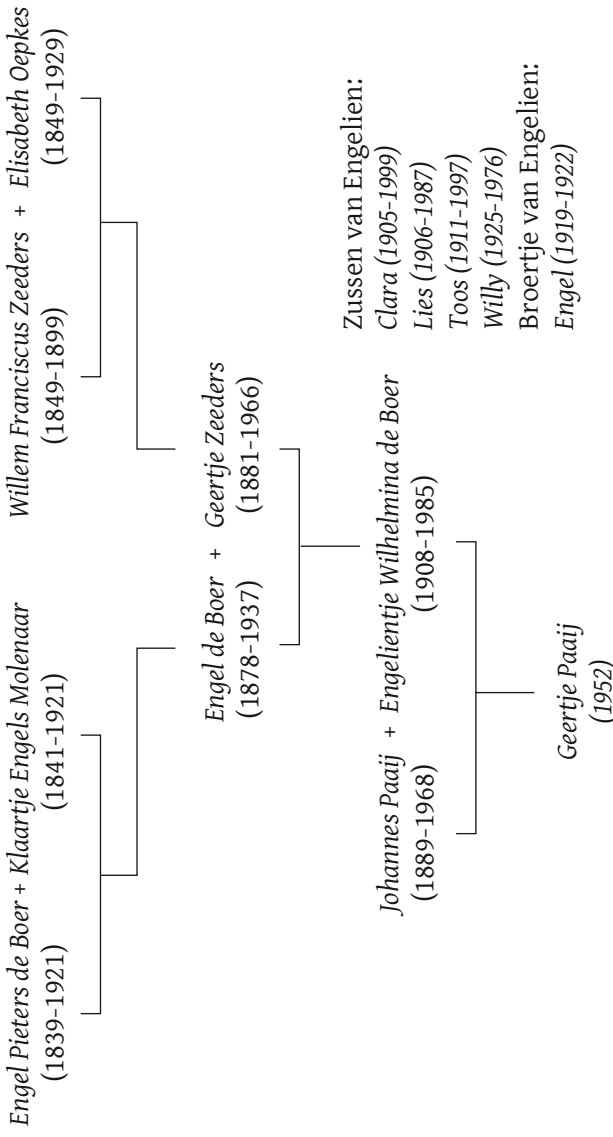 Engel Pieters de Boer + Klaartje Engels Molenaar
(1839-1921) (1841-1921)
Willem Franciscus Zeeders + Elisabeth Oepkes
(1849-1899) (1849-1929)
Engel de Boer + Geertje Zeeders
(1878-1937) (1881-1966)
Johannes Paaij + Engelientje Wilhelmina de Boer
(1889-1968) (1908-1985)
Geertje Paaij
(1952)
Zussen van Engelien:
Clara (1905-1999)
Lies (1906-1987)
Toos (1911-1997)
Willy (1925-1976)
Broertje van Engelien:
Engel (1919-1922)